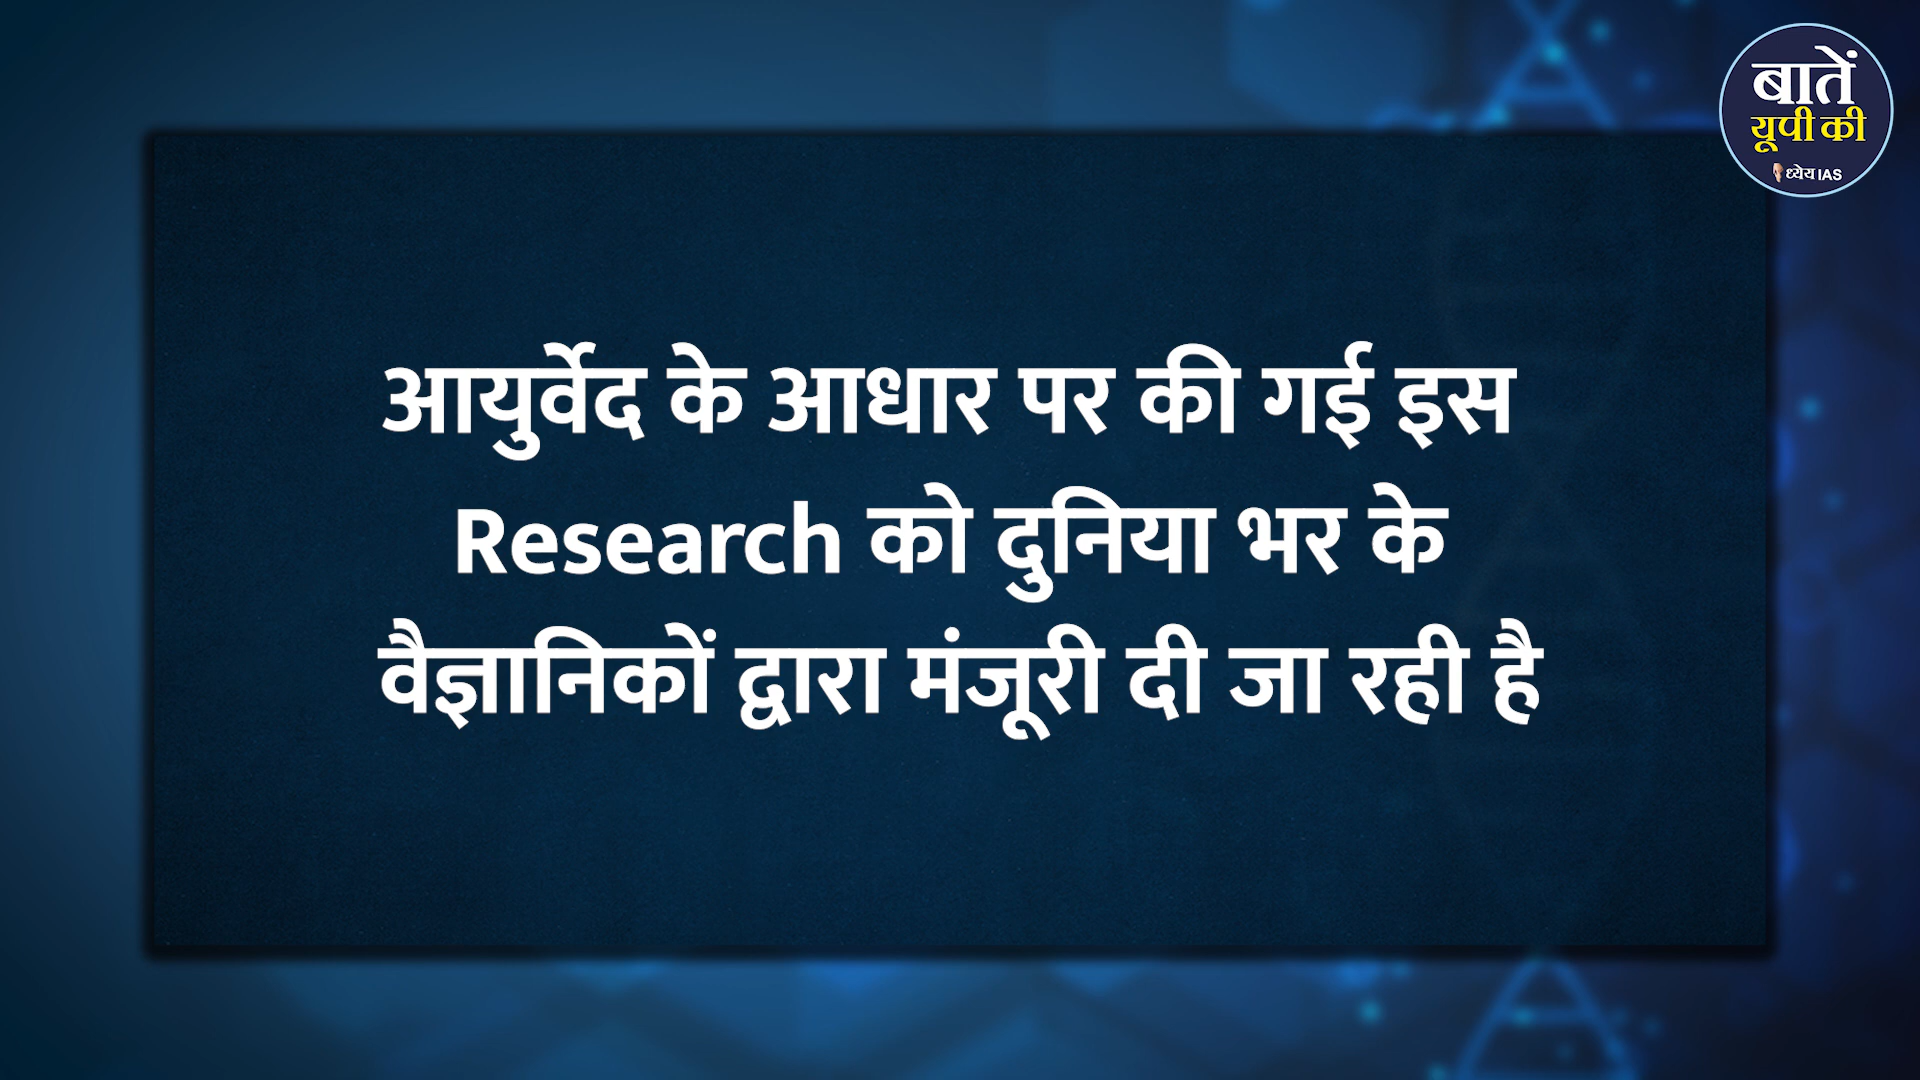 बातें
यूपी की
ध्येय IAS
आयुर्वेद के आधार पर की गई इस
Research को दुनिया भर के
वैज्ञानिकों द्वारा मंजूरी दी जा रही है